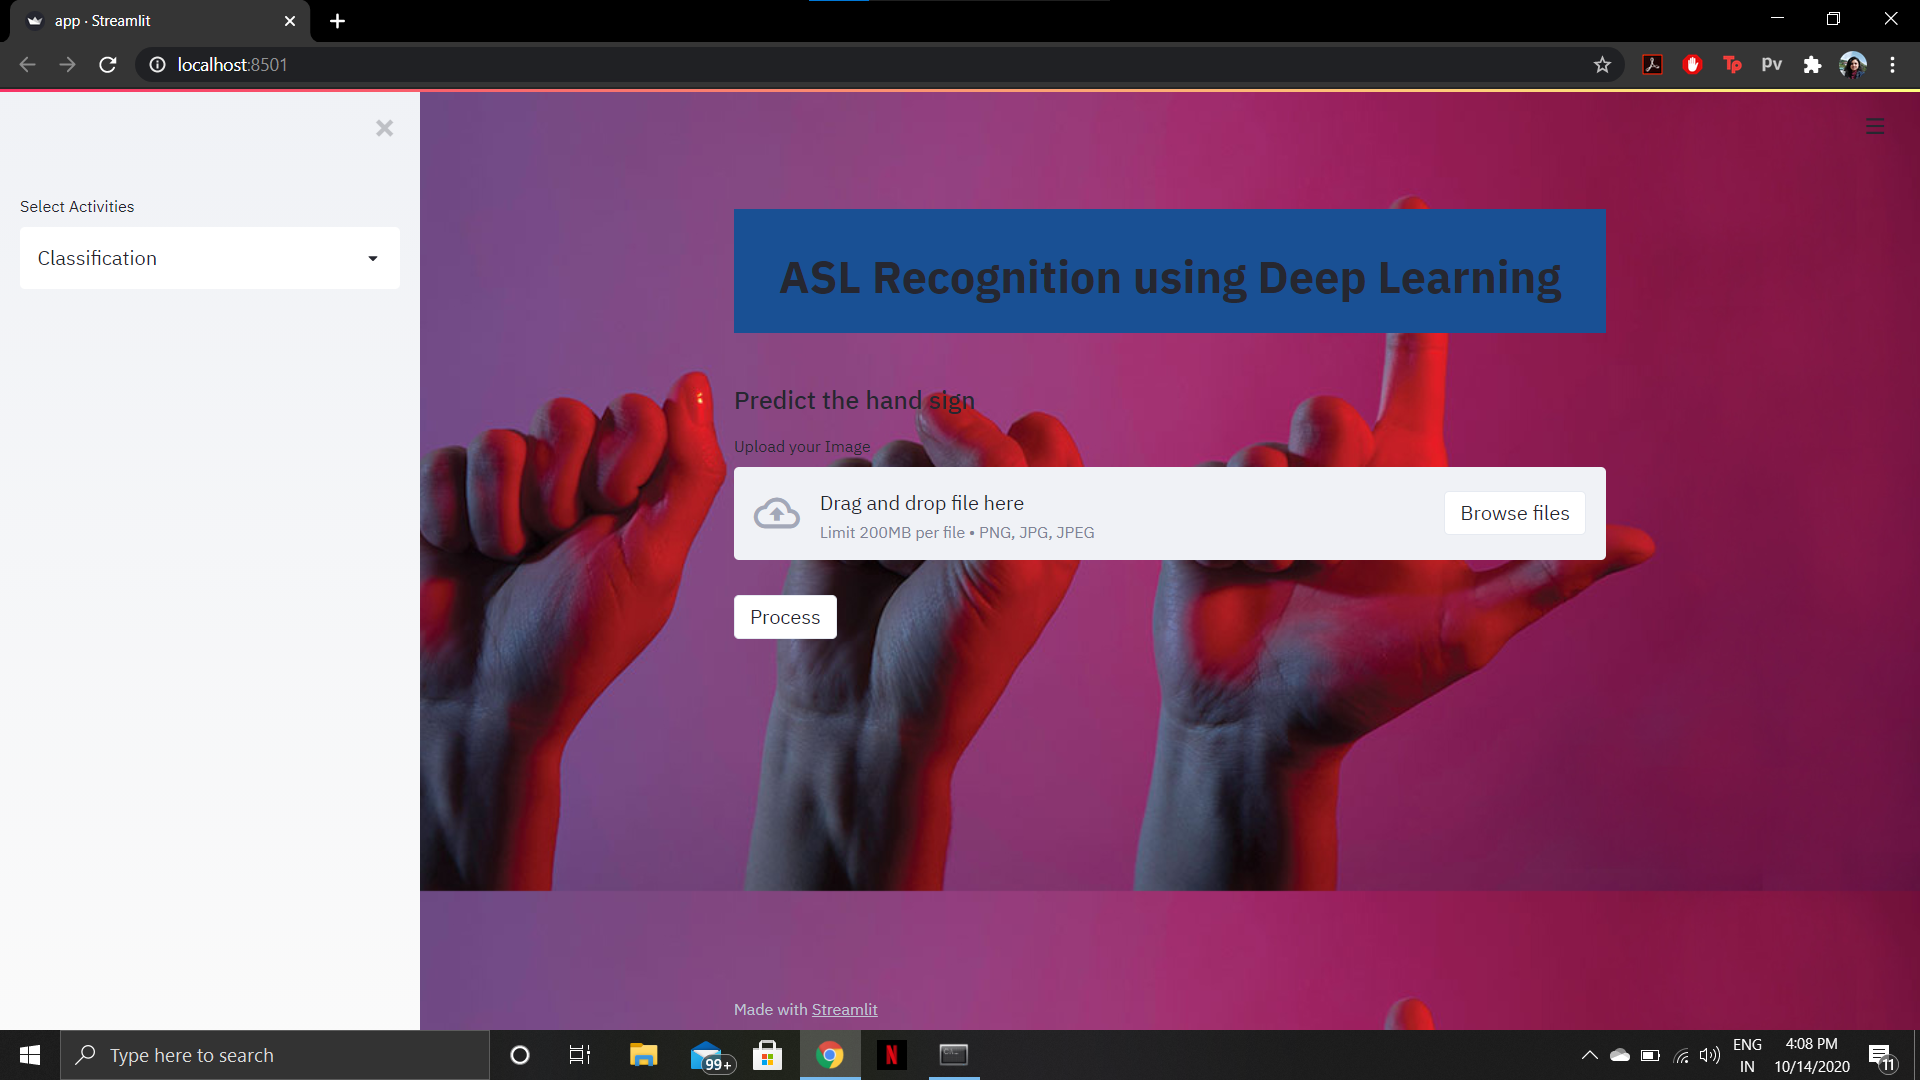 app · Streamlit
localhost:8501
Tp
pv
Select Activities
Classification
ASL Recognition using Deep Learning
Predict the hand sign
Upload your Image
Drag and drop file here
Limit 200MB per file • PNG, JPG, JPEG
Browse files
Process
Made with Streamlit
Type here to search
99+
N
ENG
IN
4:08 PM
10/14/2020
11